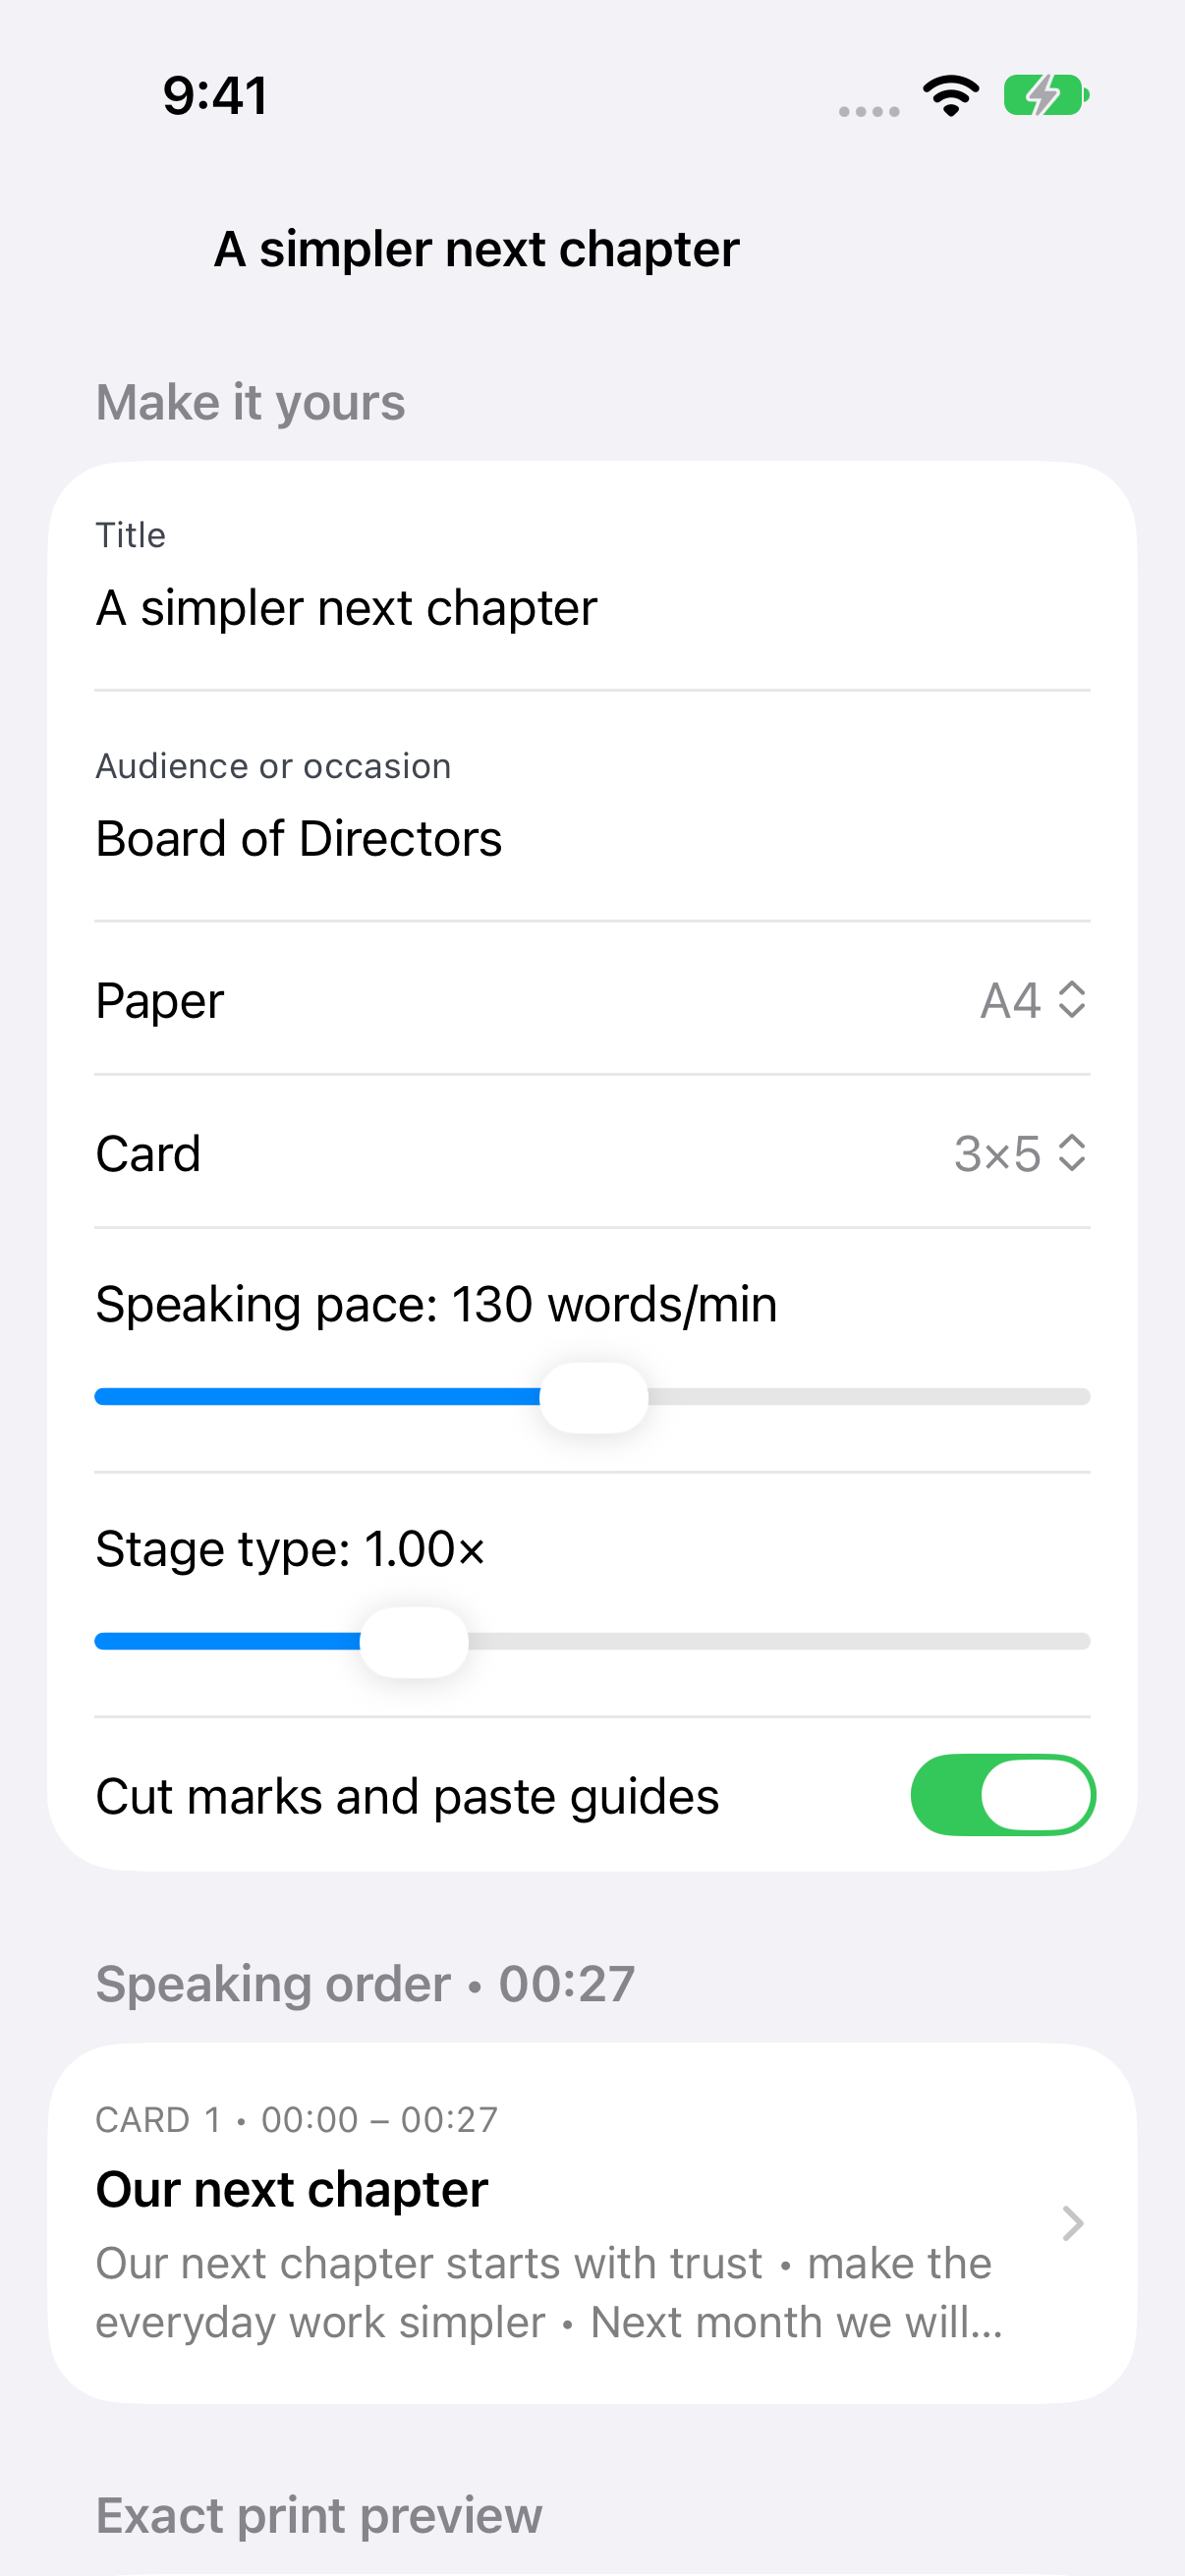 9:41
A simpler next chapter
Make it yours
Title
A simpler next chapter
Audience or occasion
Board of Directors
Paper
A4
Card
3×5
Speaking pace: 130 words/min
Stage type: 1.00×
Cut marks and paste guides
Speaking order • 00:27
CARD 1 • 00:00 – 00:27
Our next chapter
Our next chapter starts with trust • make the
everyday work simpler • Next month we will...
Exact print preview